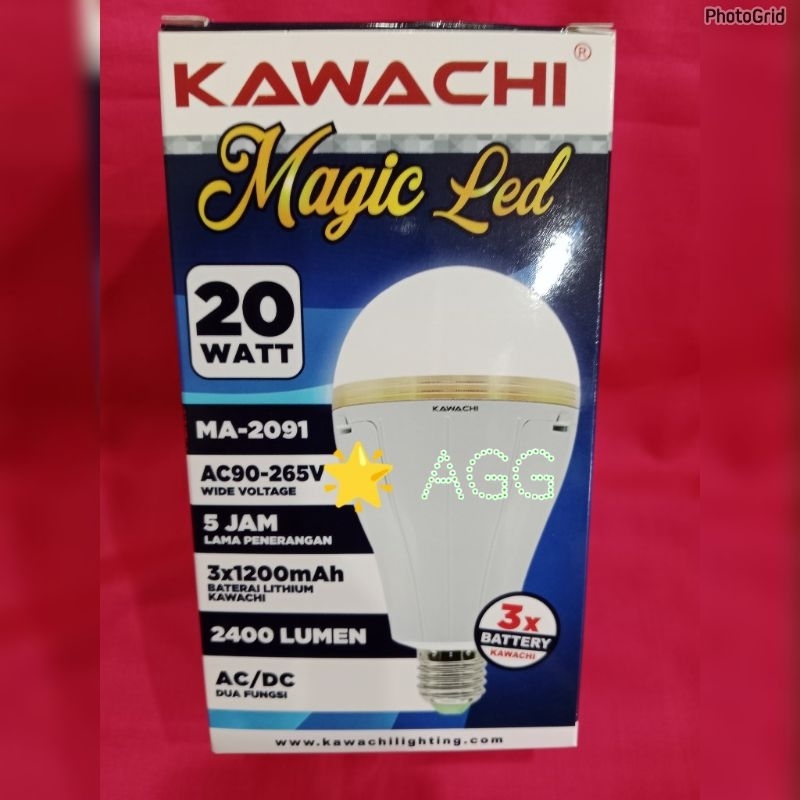 PhotoGrid
KAWACHI®
Magic Led
20
WATT
KAWACHI
MA-2091
AC90-265V
WIDE VOLTAGE
AGG
5 JAM
LAMA PENERANGAN
3x1200mAh
BATERAI LITHIUM
KAWACHI
3x
BATTERY
KAWACHI
2400 LUMEN
AC/DC
DUA FUNGSI
www.kawachilighting.com